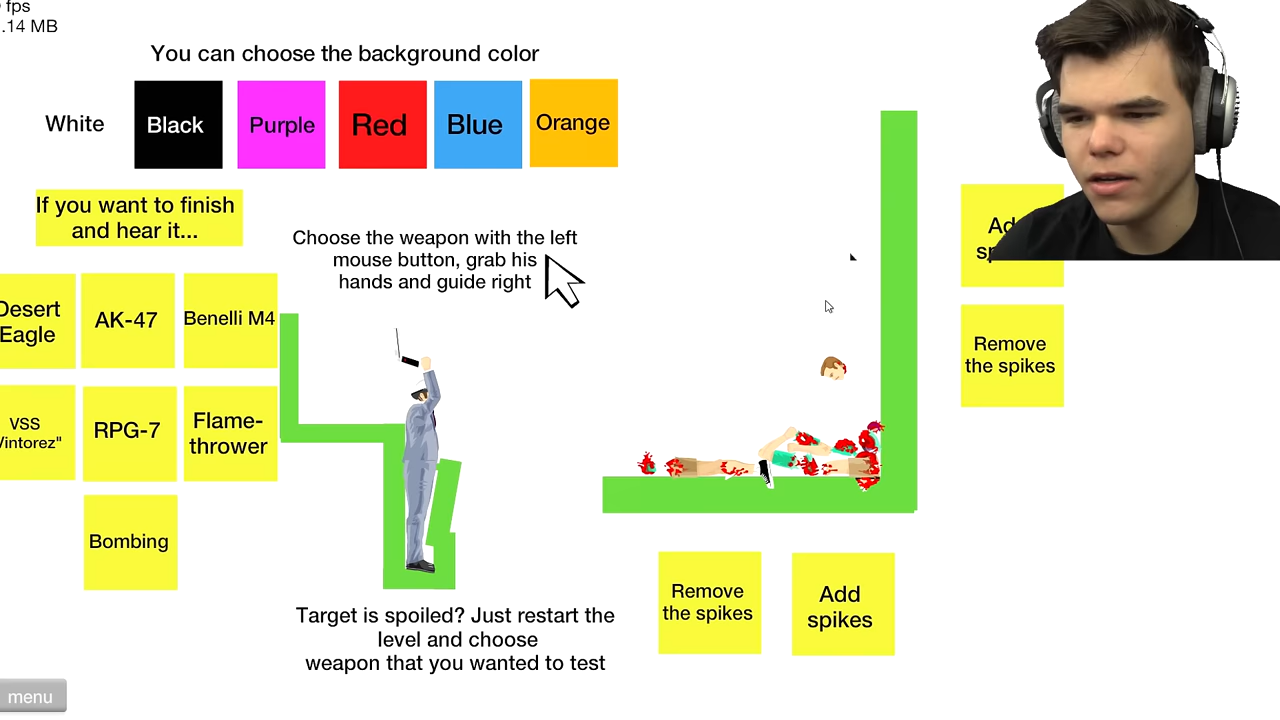 fps
.14 MB
You can choose the background color
White
Black
Purple
Red
Blue
Orange
If you want to finish
and hear it...
Choose the weapon with the left
mouse button, grab his
hands and guide right
Desert
Eagle
AK-47
Benelli M4
VSS
Vintorez"
RPG-7
Flame-
thrower
Bombing
Remove
the spikes
Remove
the spikes
Add
spikes
Target is spoiled? Just restart the
level and choose
weapon that you wanted to test
menu